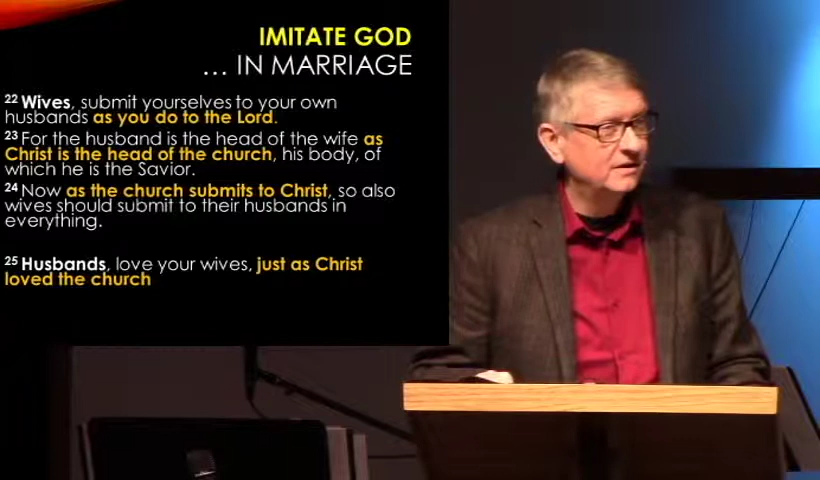 IMITATE GOD
... IN MARRIAGE
22 Wives, submit yourselves to your own
husbands as you do to the Lord.
23 For the husband is the head of the wife as
Christ is the head of the church, his body, of
which he is the Savior.
24 Now as the church submits to Christ, so also
wives should submit to their husbands in
everything.
25 Husbands, love your wives, just as Christ
loved the church